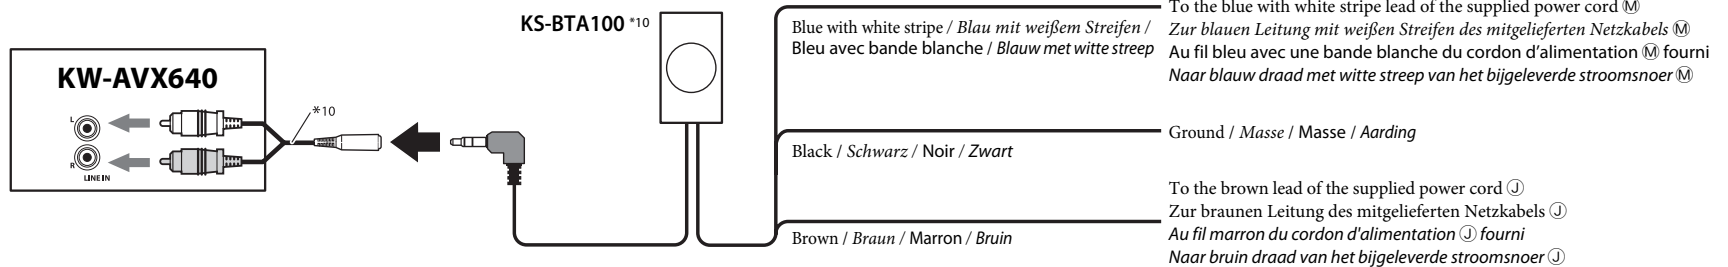 KW-AVX640
L
R
LINE IN
*10
KS-BTA100 *10
Blue with white stripe / Blau mit weißem Streifen /
Bleu avec bande blanche / Blauw met witte streep
To the blue with white stripe lead of the supplied power cord Ⓜ
Zur blauen Leitung mit weißen Streifen des mitgelieferten Netzkabels Ⓜ
Au fil bleu avec une bande blanche du cordon d'alimentation Ⓜ fourni
Naar blauw draad met witte streep van het bijgeleverde stroomsnoer Ⓜ
Black / Schwarz / Noir / Zwart
Ground / Masse / Masse / Aarding
Brown / Braun / Marron / Bruin
To the brown lead of the supplied power cord Ⓙ
Zur braunen Leitung des mitgelieferten Netzkabels Ⓙ
Au fil marron du cordon d'alimentation Ⓙ fourni
Naar bruin draad van het bijgeleverde stroomsnoer Ⓙ